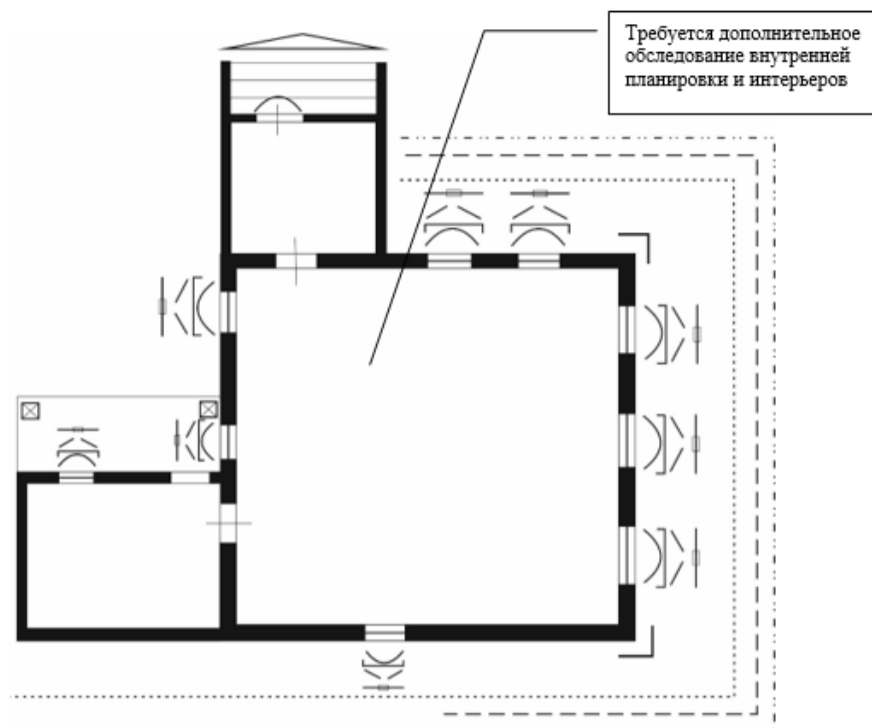 Требуется дополнительное
обследование внутренней
планировки и интерьеров